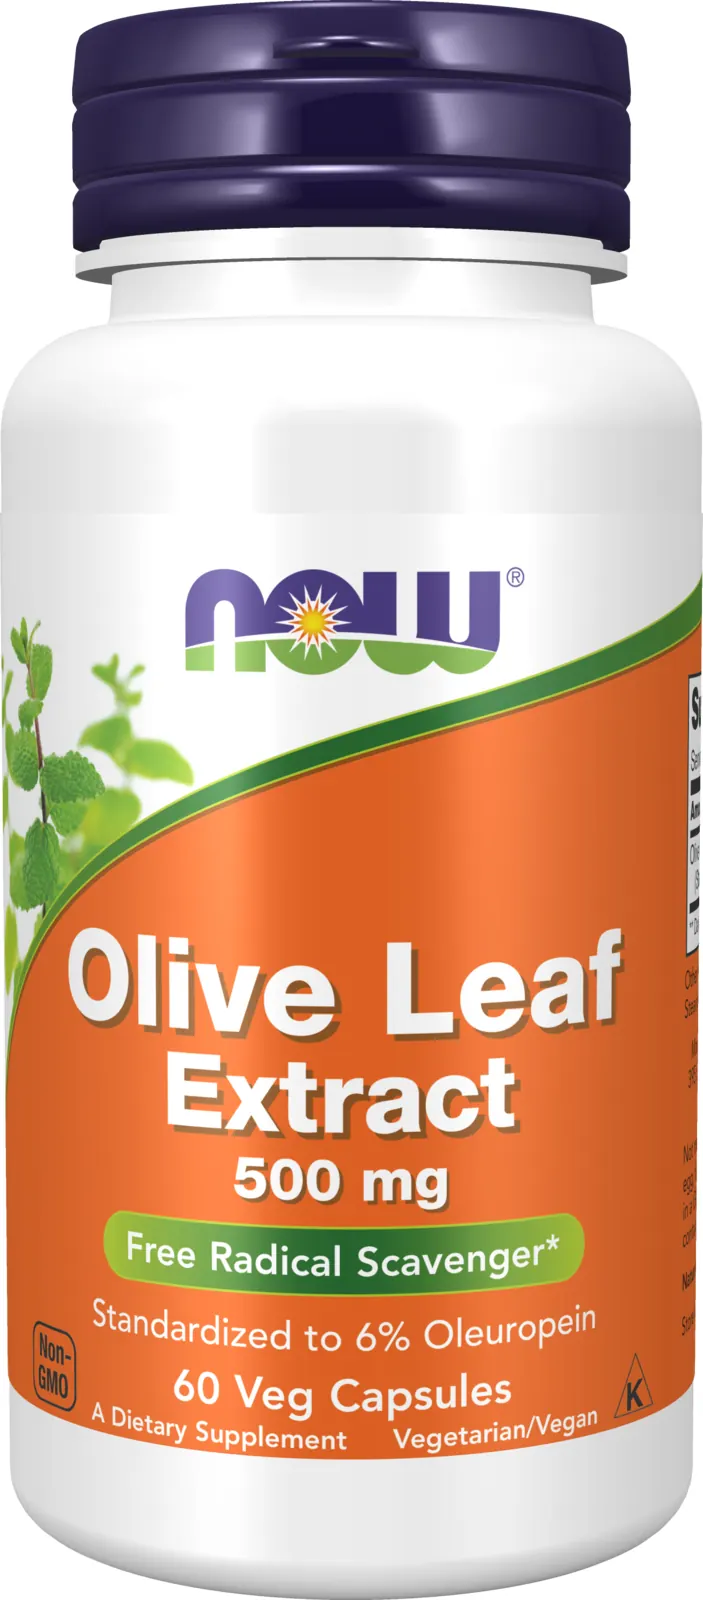 NOW®
Olive Leaf
Extract
500 mg
Free Radical Scavenger*
Standardized to 6% Oleuropein
60 Veg Capsules
A Dietary Supplement
Vegetarian/Vegan
Non-
GMO
K